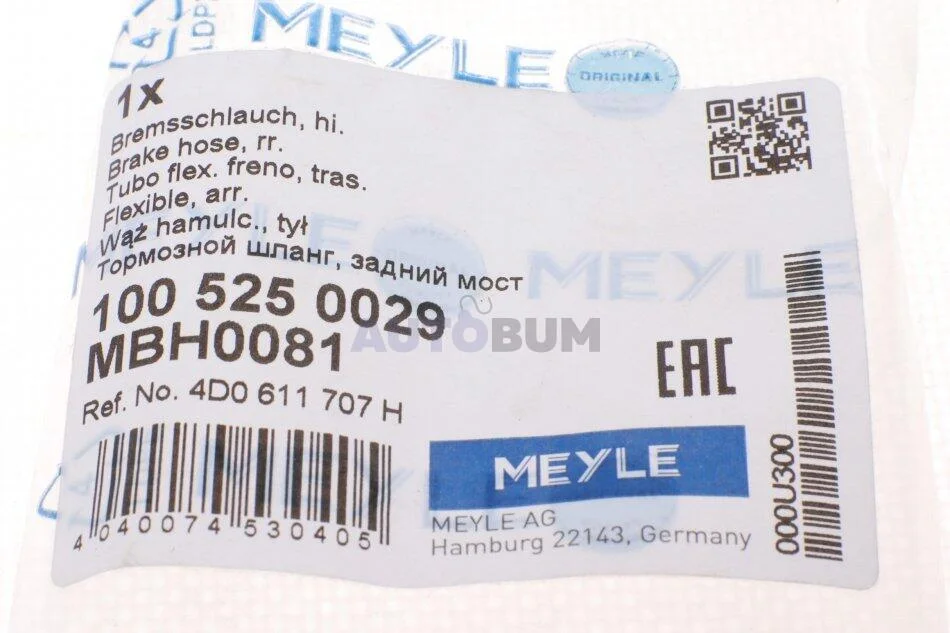 LDPE
MEYLE
ORIGINAL
1x
Bremsschlauch, hi.
Brake hose, rr.
Tubo flex. freno, tras.
Flexible, arr.
Wąż hamulc., tył
Тормозной шланг, задний мост
100 525 0029
MBH0081
Ref. No. 4D0 611 707 H
4 040074 530405
MEYLE
AUTOBUM
EAC
MEYLE
MEYLE AG
Hamburg 22143, Germany
000U300